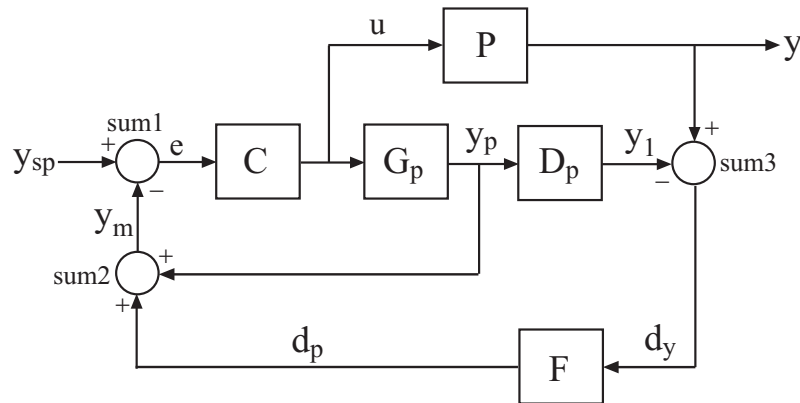 u
P
y
sum1
+
y_sp
e
C
G_p
y_p
D_p
y_1
+
−
sum3
−
y_m
+
sum2
+
d_p
F
d_y